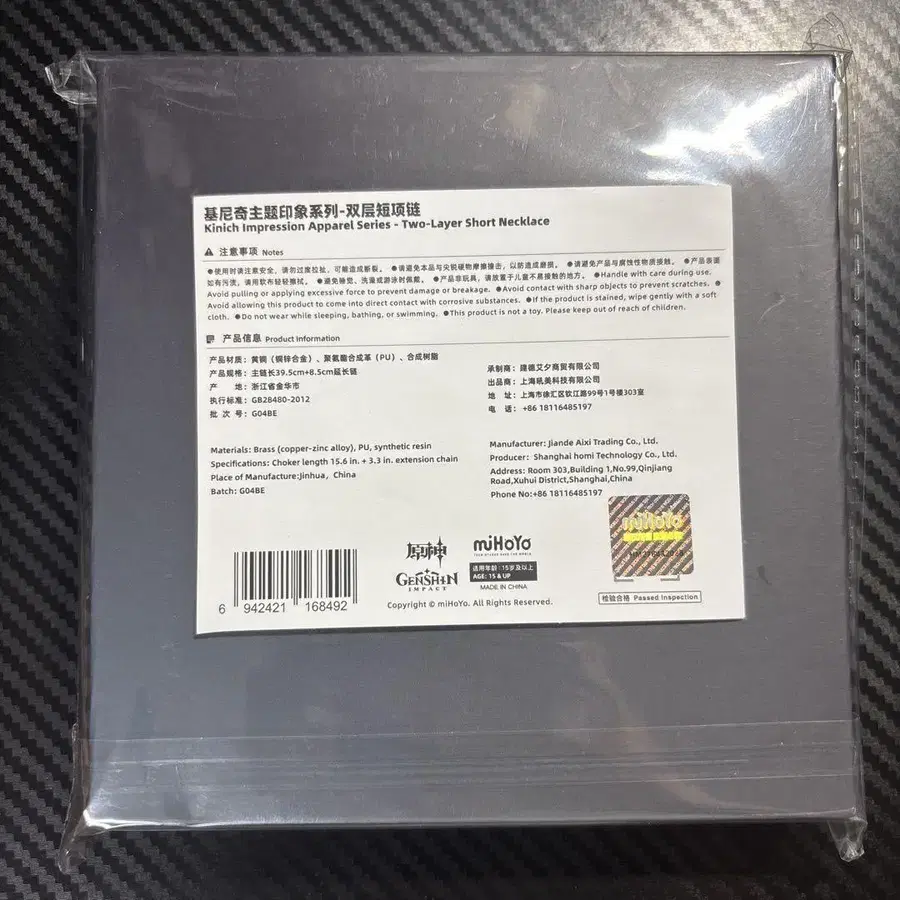 基尼奇主题印象系列-双层短项链
Kinich Impression Apparel Series - Two-Layer Short Necklace
注意事项 Notes
●使用时请注意安全，请勿过度拉扯，可能造成断裂。 ●请避免本品与尖锐硬物摩擦撞击，以防造成磨损。 ●请避免产品与腐蚀性物质接触。 ●产品表面
如有污渍，请用软布轻轻擦拭。 ●避免睡觉、洗澡或游泳时佩戴。 ●产品非玩具，请放置于儿童不易接触的地方。 ●Handle with care during use. ●
Avoid pulling or applying excessive force to prevent damage or breakage. ●Avoid contact with sharp objects to prevent scratches. ●
Avoid allowing this product to come into direct contact with corrosive substances. ●If the product is stained, wipe gently with a soft
cloth. ●Do not wear while sleeping, bathing, or swimming. ●This product is not a toy. Please keep out of reach of children.
产品信息 Product Information
产品材质：黄铜（铜锌合金）、聚氨酯合成革（PU）、合成树脂
产品规格：主链长39.5cm+8.5cm延长链
产 地：浙江省金华市
执行标准：GB28480-2012
批 次 号：G04BE
承制商：建德艾夕商贸有限公司
出品商：上海吼美科技有限公司
地 址：上海市徐汇区钦江路99号1号楼303室
电 话：+86 18116485197
Materials: Brass (copper-zinc alloy), PU, synthetic resin
Specifications: Choker length 15.6 in. + 3.3 in. extension chain
Place of Manufacture:Jinhua, China
Batch: G04BE
Manufacturer: Jiande Aixi Trading Co., Ltd.
Producer: Shanghai homi Technology Co., Ltd.
Address: Room 303,Building 1,No.99,Qinjiang
Road,Xuhui District,Shanghai,China
Phone No:+86 18116485197
6 942421 168492
原神
GENSHIN
IMPACT
miHoYo
TECH OTAKUS SAVE THE WORLD
适用年龄：15岁及以上
AGE: 15 & UP
MADE IN CHINA
Copyright © miHoYo. All Rights Reserved.
miHoYo
检验合格 Passed Inspection